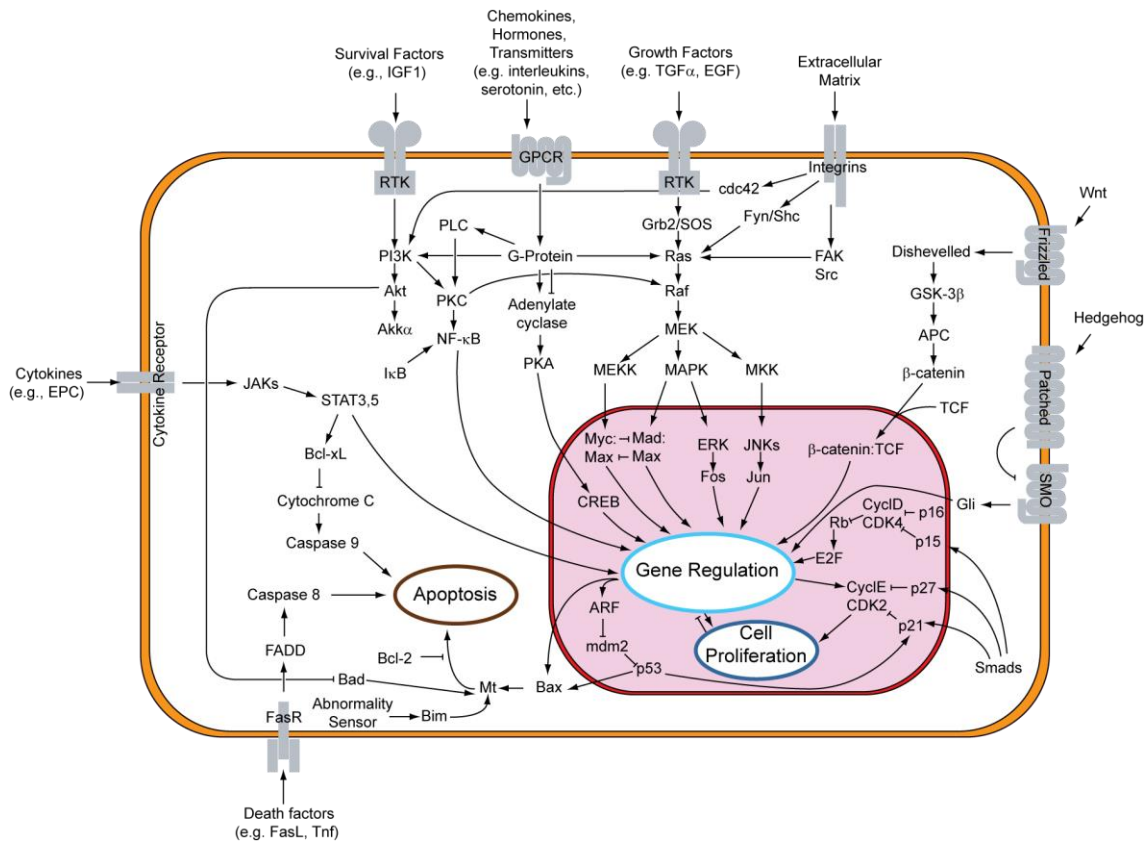 Chemokines,
Hormones,
Transmitters
(e.g. interleukins,
serotonin, etc.)
Survival Factors
(e.g., IGF1)
Growth Factors
(e.g. TGFα, EGF)
Extracellular
Matrix
GPCR
RTK
RTK
Integrins
cdc42
Wnt
Fyn/Shc
Grb2/SOS
PLC
Frizzled
Dishevelled
PI3K
G-Protein
Ras
FAK
Src
Akt
PKC
Adenylate
cyclase
Raf
GSK-3β
Hedgehog
Akkα
NF-κB
MEK
APC
Cytokine Receptor
IκB
PKA
MEKK
MAPK
MKK
β-catenin
Patched
Cytokines
(e.g., EPC)
JAKs
STAT3,5
TCF
Bcl-xL
Myc:
Max
Mad:
Max
ERK
JNKs
β-catenin:TCF
Fos
Jun
SMO
Cytochrome C
CREB
Gli
CyclD
CDK4
p16
p15
Rb
E2F
Caspase 9
Gene Regulation
Caspase 8
Apoptosis
ARF
CyclE
CDK2
p27
p21
FADD
mdm2
Cell
Proliferation
Bcl-2
p53
Smads
Bad
Mt
Bax
Abnormality
Sensor
Bim
FasR
Death factors
(e.g. FasL, Tnf)